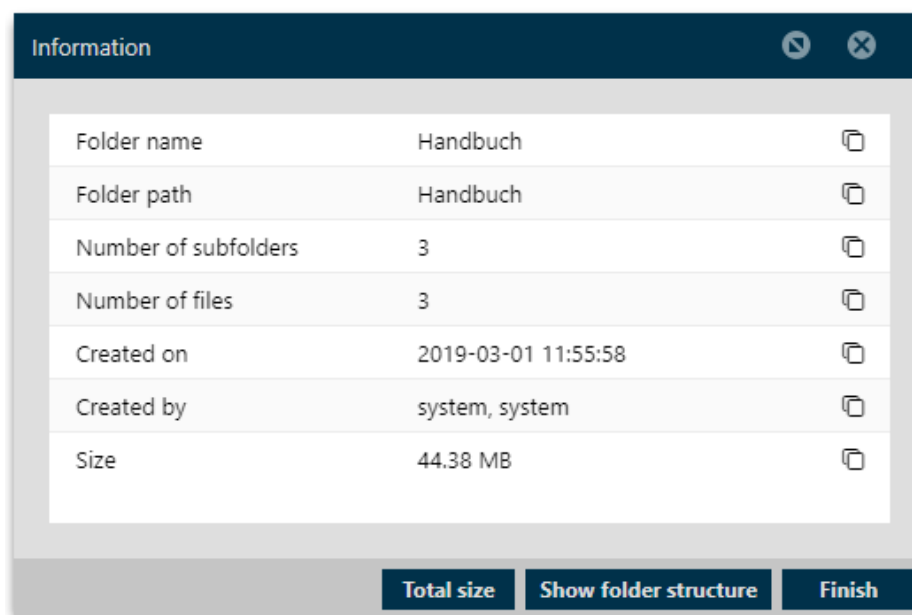 Information
Folder name Handbuch
Folder path Handbuch
Number of subfolders 3
Number of files 3
Created on 2019-03-01 11:55:58
Created by system, system
Size 44.38 MB
Total size Show folder structure Finish